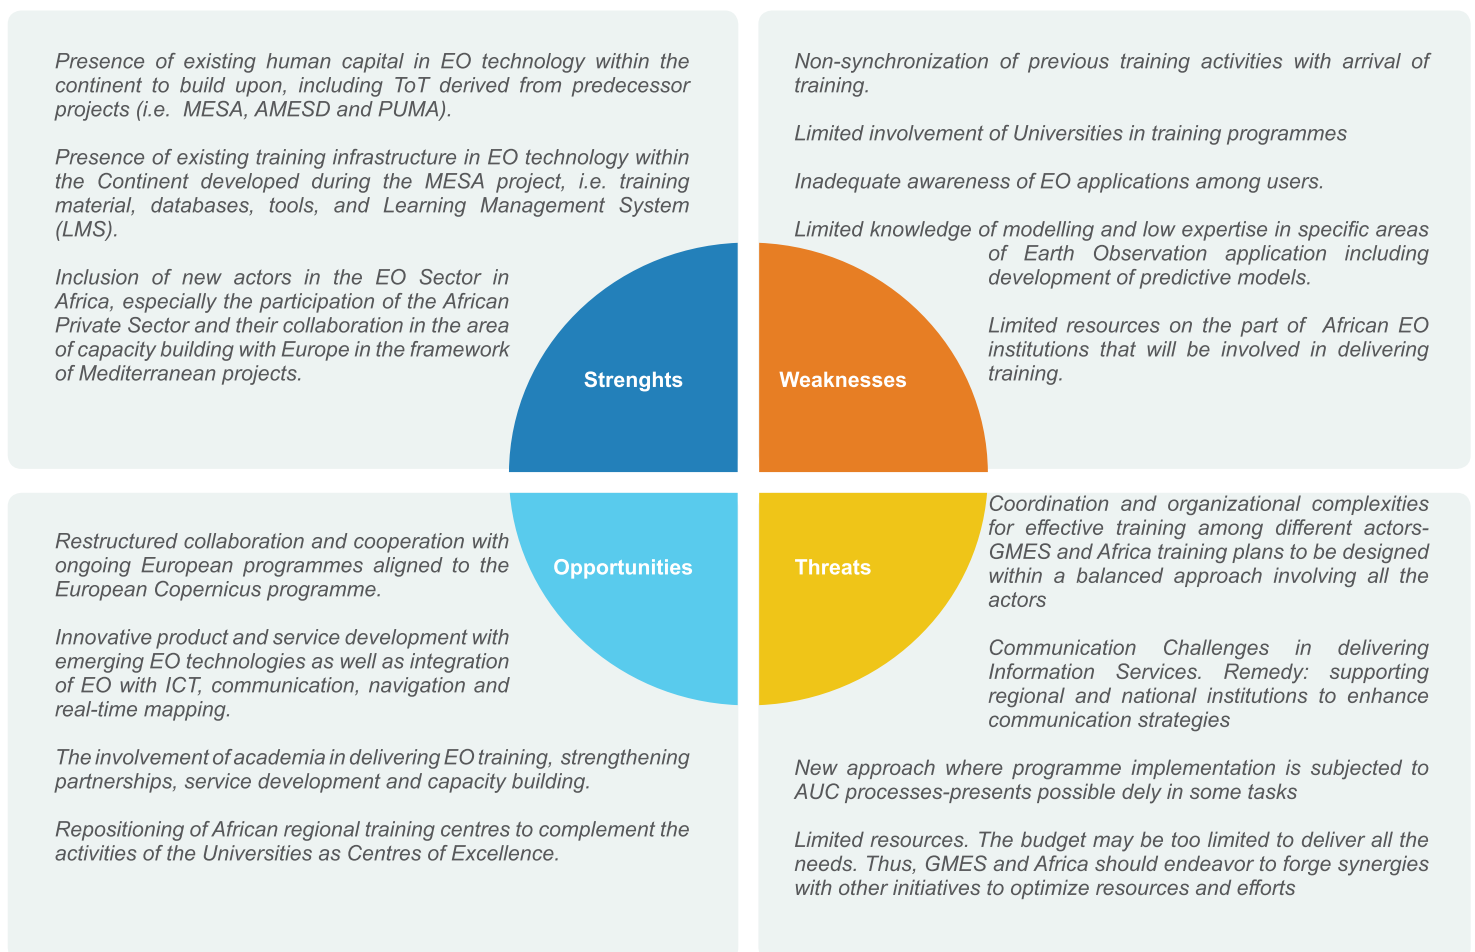 Presence of existing human capital in EO technology within the
continent to build upon, including ToT derived from predecessor
projects (i.e. MESA, AMESD and PUMA).
Presence of existing training infrastructure in EO technology within
the Continent developed during the MESA project, i.e. training
material, databases, tools, and Learning Management System
(LMS).
Inclusion of new actors in the EO Sector in
Africa, especially the participation of the African
Private Sector and their collaboration in the area
of capacity building with Europe in the framework
of Mediterranean projects.
Strenghts
Non-synchronization of previous training activities with arrival of
training.
Limited involvement of Universities in training programmes
Inadequate awareness of EO applications among users.
Limited knowledge of modelling and low expertise in specific areas
of Earth Observation application including
development of predictive models.
Limited resources on the part of African EO
institutions that will be involved in delivering
training.
Weaknesses
Restructured collaboration and cooperation with
ongoing European programmes aligned to the
European Copernicus programme.
Innovative product and service development with
emerging EO technologies as well as integration
of EO with ICT, communication, navigation and
real-time mapping.
The involvement of academia in delivering EO training, strengthening
partnerships, service development and capacity building.
Repositioning of African regional training centres to complement the
activities of the Universities as Centres of Excellence.
Opportunities
Coordination and organizational complexities
for effective training among different actors-
GMES and Africa training plans to be designed
within a balanced approach involving all the
actors
Communication Challenges in delivering
Information Services. Remedy: supporting
regional and national institutions to enhance
communication strategies
New approach where programme implementation is subjected to
AUC processes-presents possible dely in some tasks
Limited resources. The budget may be too limited to deliver all the
needs. Thus, GMES and Africa should endeavor to forge synergies
with other initiatives to optimize resources and efforts
Threats